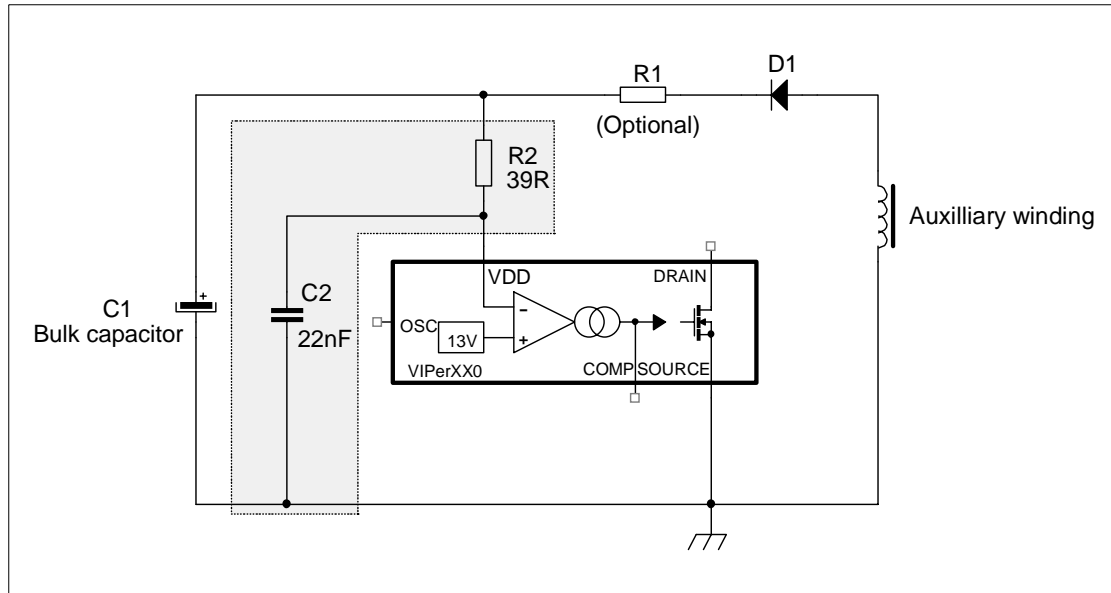 D1
R1
(Optional)
R2
39R
Auxilliary winding
VDD
DRAIN
C1
Bulk capacitor
+
C2
22nF
OSC
13V
-
+
VIPerXX0
COMP SOURCE